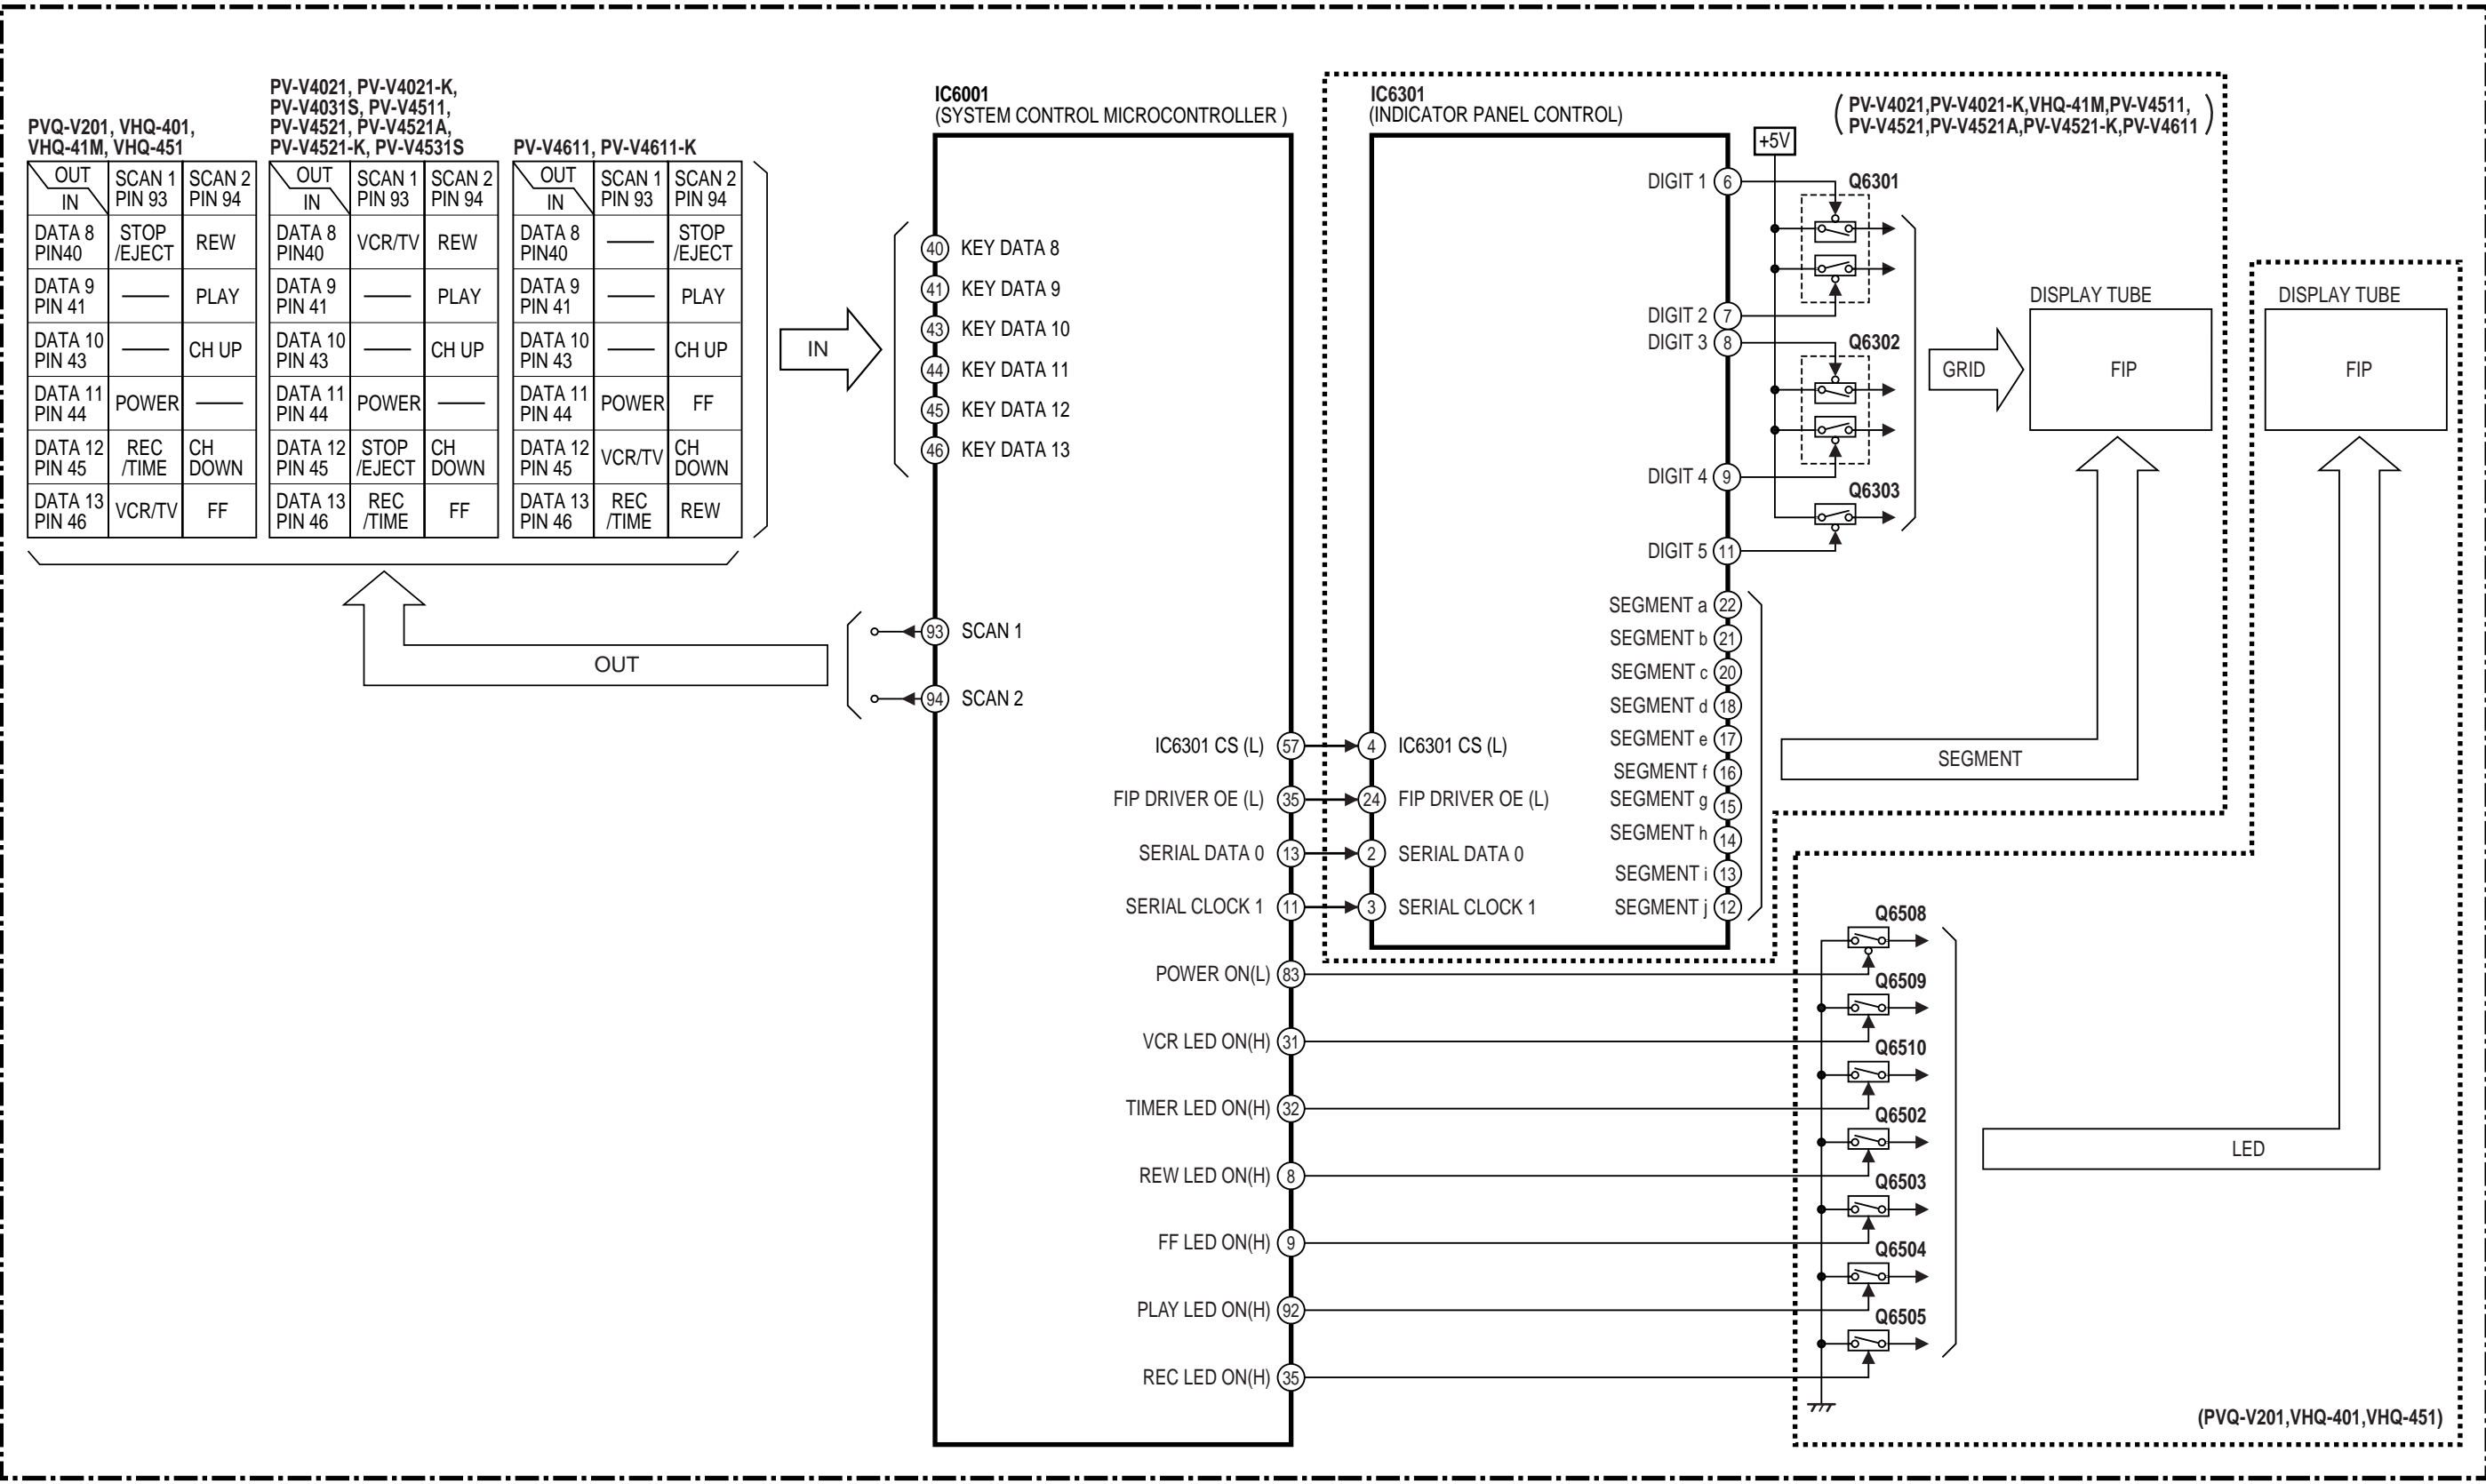 PVQ-V201, VHQ-401,
VHQ-41M, VHQ-451
OUT
IN
SCAN 1
PIN 93
SCAN 2
PIN 94
DATA 8
PIN40
STOP
/EJECT
REW
DATA 9
PIN 41
PLAY
DATA 10
PIN 43
CH UP
DATA 11
PIN 44
POWER
DATA 12
PIN 45
REC
/TIME
CH
DOWN
DATA 13
PIN 46
VCR/TV
FF
PV-V4021, PV-V4021-K,
PV-V4031S, PV-V4511,
PV-V4521, PV-V4521A,
PV-V4521-K, PV-V4531S
OUT
IN
SCAN 1
PIN 93
SCAN 2
PIN 94
DATA 8
PIN40
VCR/TV
REW
DATA 9
PIN 41
PLAY
DATA 10
PIN 43
CH UP
DATA 11
PIN 44
POWER
DATA 12
PIN 45
STOP
/EJECT
CH
DOWN
DATA 13
PIN 46
REC
/TIME
FF
PV-V4611, PV-V4611-K
OUT
IN
SCAN 1
PIN 93
SCAN 2
PIN 94
DATA 8
PIN40
STOP
/EJECT
DATA 9
PIN 41
PLAY
DATA 10
PIN 43
CH UP
DATA 11
PIN 44
POWER
FF
DATA 12
PIN 45
VCR/TV
CH
DOWN
DATA 13
PIN 46
REC
/TIME
REW
IN
OUT
IC6001
(SYSTEM CONTROL MICROCONTROLLER )
40 KEY DATA 8
41 KEY DATA 9
43 KEY DATA 10
44 KEY DATA 11
45 KEY DATA 12
46 KEY DATA 13
93 SCAN 1
94 SCAN 2
IC6301 CS (L) 57
FIP DRIVER OE (L) 35
SERIAL DATA 0 13
SERIAL CLOCK 1 11
POWER ON(L) 83
VCR LED ON(H) 31
TIMER LED ON(H) 32
REW LED ON(H) 8
FF LED ON(H) 9
PLAY LED ON(H) 92
REC LED ON(H) 35
IC6301
(INDICATOR PANEL CONTROL)
4 IC6301 CS (L)
24 FIP DRIVER OE (L)
2 SERIAL DATA 0
3 SERIAL CLOCK 1
DIGIT 1 6
DIGIT 2 7
DIGIT 3 8
DIGIT 4 9
DIGIT 5 11
SEGMENT a 22
SEGMENT b 21
SEGMENT c 20
SEGMENT d 18
SEGMENT e 17
SEGMENT f 16
SEGMENT g 15
SEGMENT h 14
SEGMENT i 13
SEGMENT j 12
+5V
PV-V4021,PV-V4021-K,VHQ-41M,PV-V4511,
PV-V4521,PV-V4521A,PV-V4521-K,PV-V4611
Q6301
Q6302
Q6303
GRID
DISPLAY TUBE
FIP
SEGMENT
DISPLAY TUBE
FIP
Q6508
Q6509
Q6510
Q6502
Q6503
Q6504
Q6505
LED
(PVQ-V201,VHQ-401,VHQ-451)